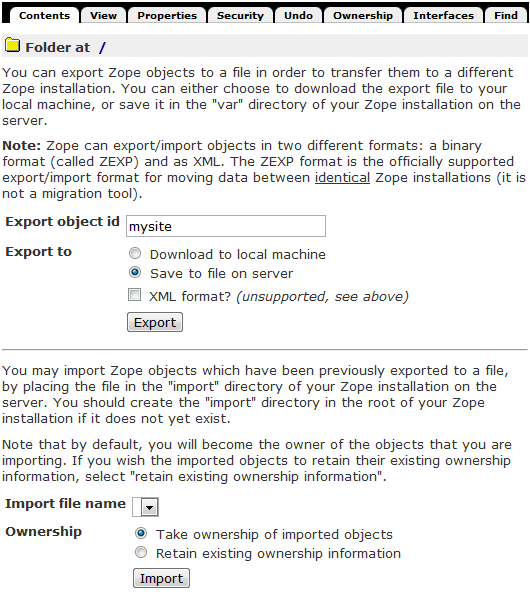 Contents View Properties Security Undo Ownership Interfaces Find
Folder at /
You can export Zope objects to a file in order to transfer them to a different
Zope installation. You can either choose to download the export file to your
local machine, or save it in the "var" directory of your Zope installation on the
server.
Note: Zope can export/import objects in two different formats: a binary
format (called ZEXP) and as XML. The ZEXP format is the officially supported
export/import format for moving data between identical Zope installations (it is
not a migration tool).
Export object id mysite
Export to Download to local machine
Save to file on server
XML format? (unsupported, see above)
Export
You may import Zope objects which have been previously exported to a file,
by placing the file in the "import" directory of your Zope installation on the
server. You should create the "import" directory in the root of your Zope
installation if it does not yet exist.
Note that by default, you will become the owner of the objects that you are
importing. If you wish the imported objects to retain their existing ownership
information, select "retain existing ownership information".
Import file name
Ownership Take ownership of imported objects
Retain existing ownership information
Import